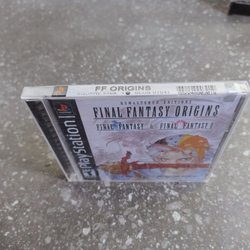 FF ORIGINS
REMASTERED EDITIONS
FINAL FANTASY ORIGINS
FINAL FANTASY & FINAL FANTASY II
PlayStation